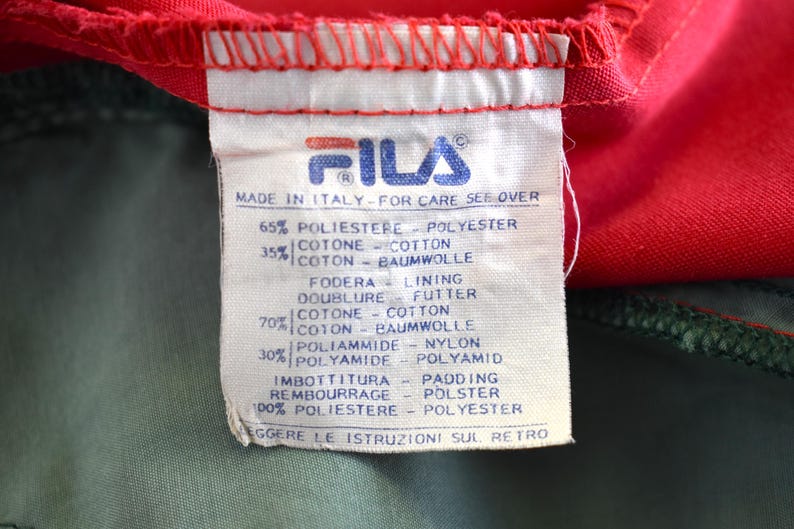 FILA ©
®
MADE IN ITALY-FOR CARE SEE OVER
65% POLIESTERE - POLYESTER
35% COTONE - COTTON
COTON - BAUMWOLLE
FODERA - LINING
DOUBLURE - FUTTER
70% COTONE - COTTON
COTON - BAUMWOLLE
30% POLIAMMIDE - NYLON
POLYAMIDE - POLYAMID
IMBOTTITURA - PADDING
REMBOURRAGE - POLSTER
100% POLIESTERE - POLYESTER
EGGERE LE ISTRUZIONI SUL RETRO